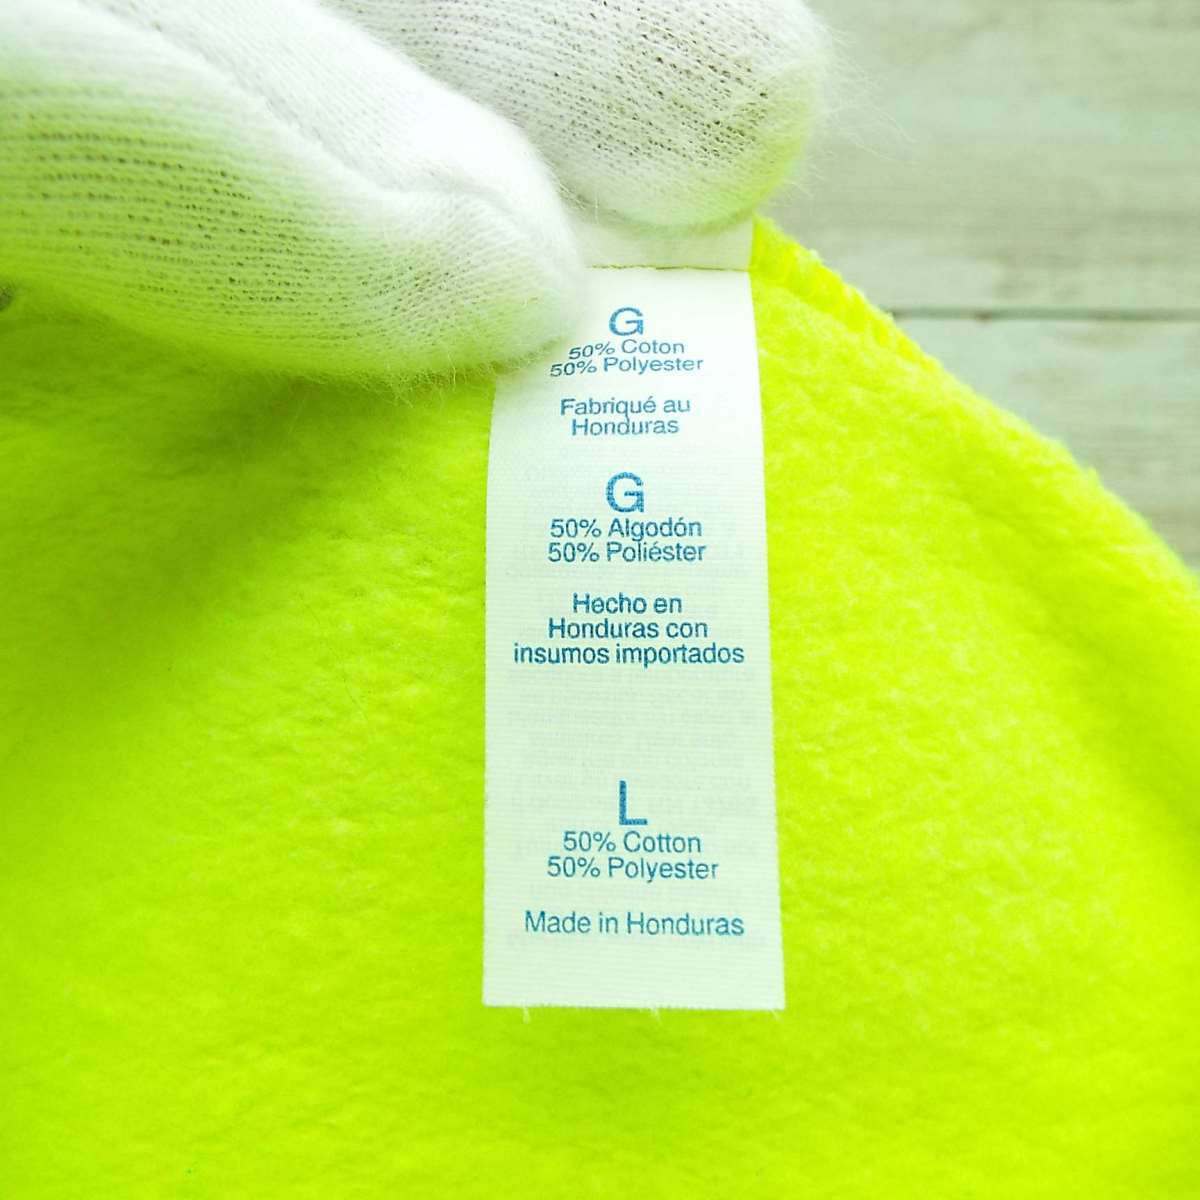 G
50% Coton
50% Polyester
Fabriqué au
Honduras
G
50% Algodón
50% Poliéster
Hecho en
Honduras con
insumos importados
L
50% Cotton
50% Polyester
Made in Honduras